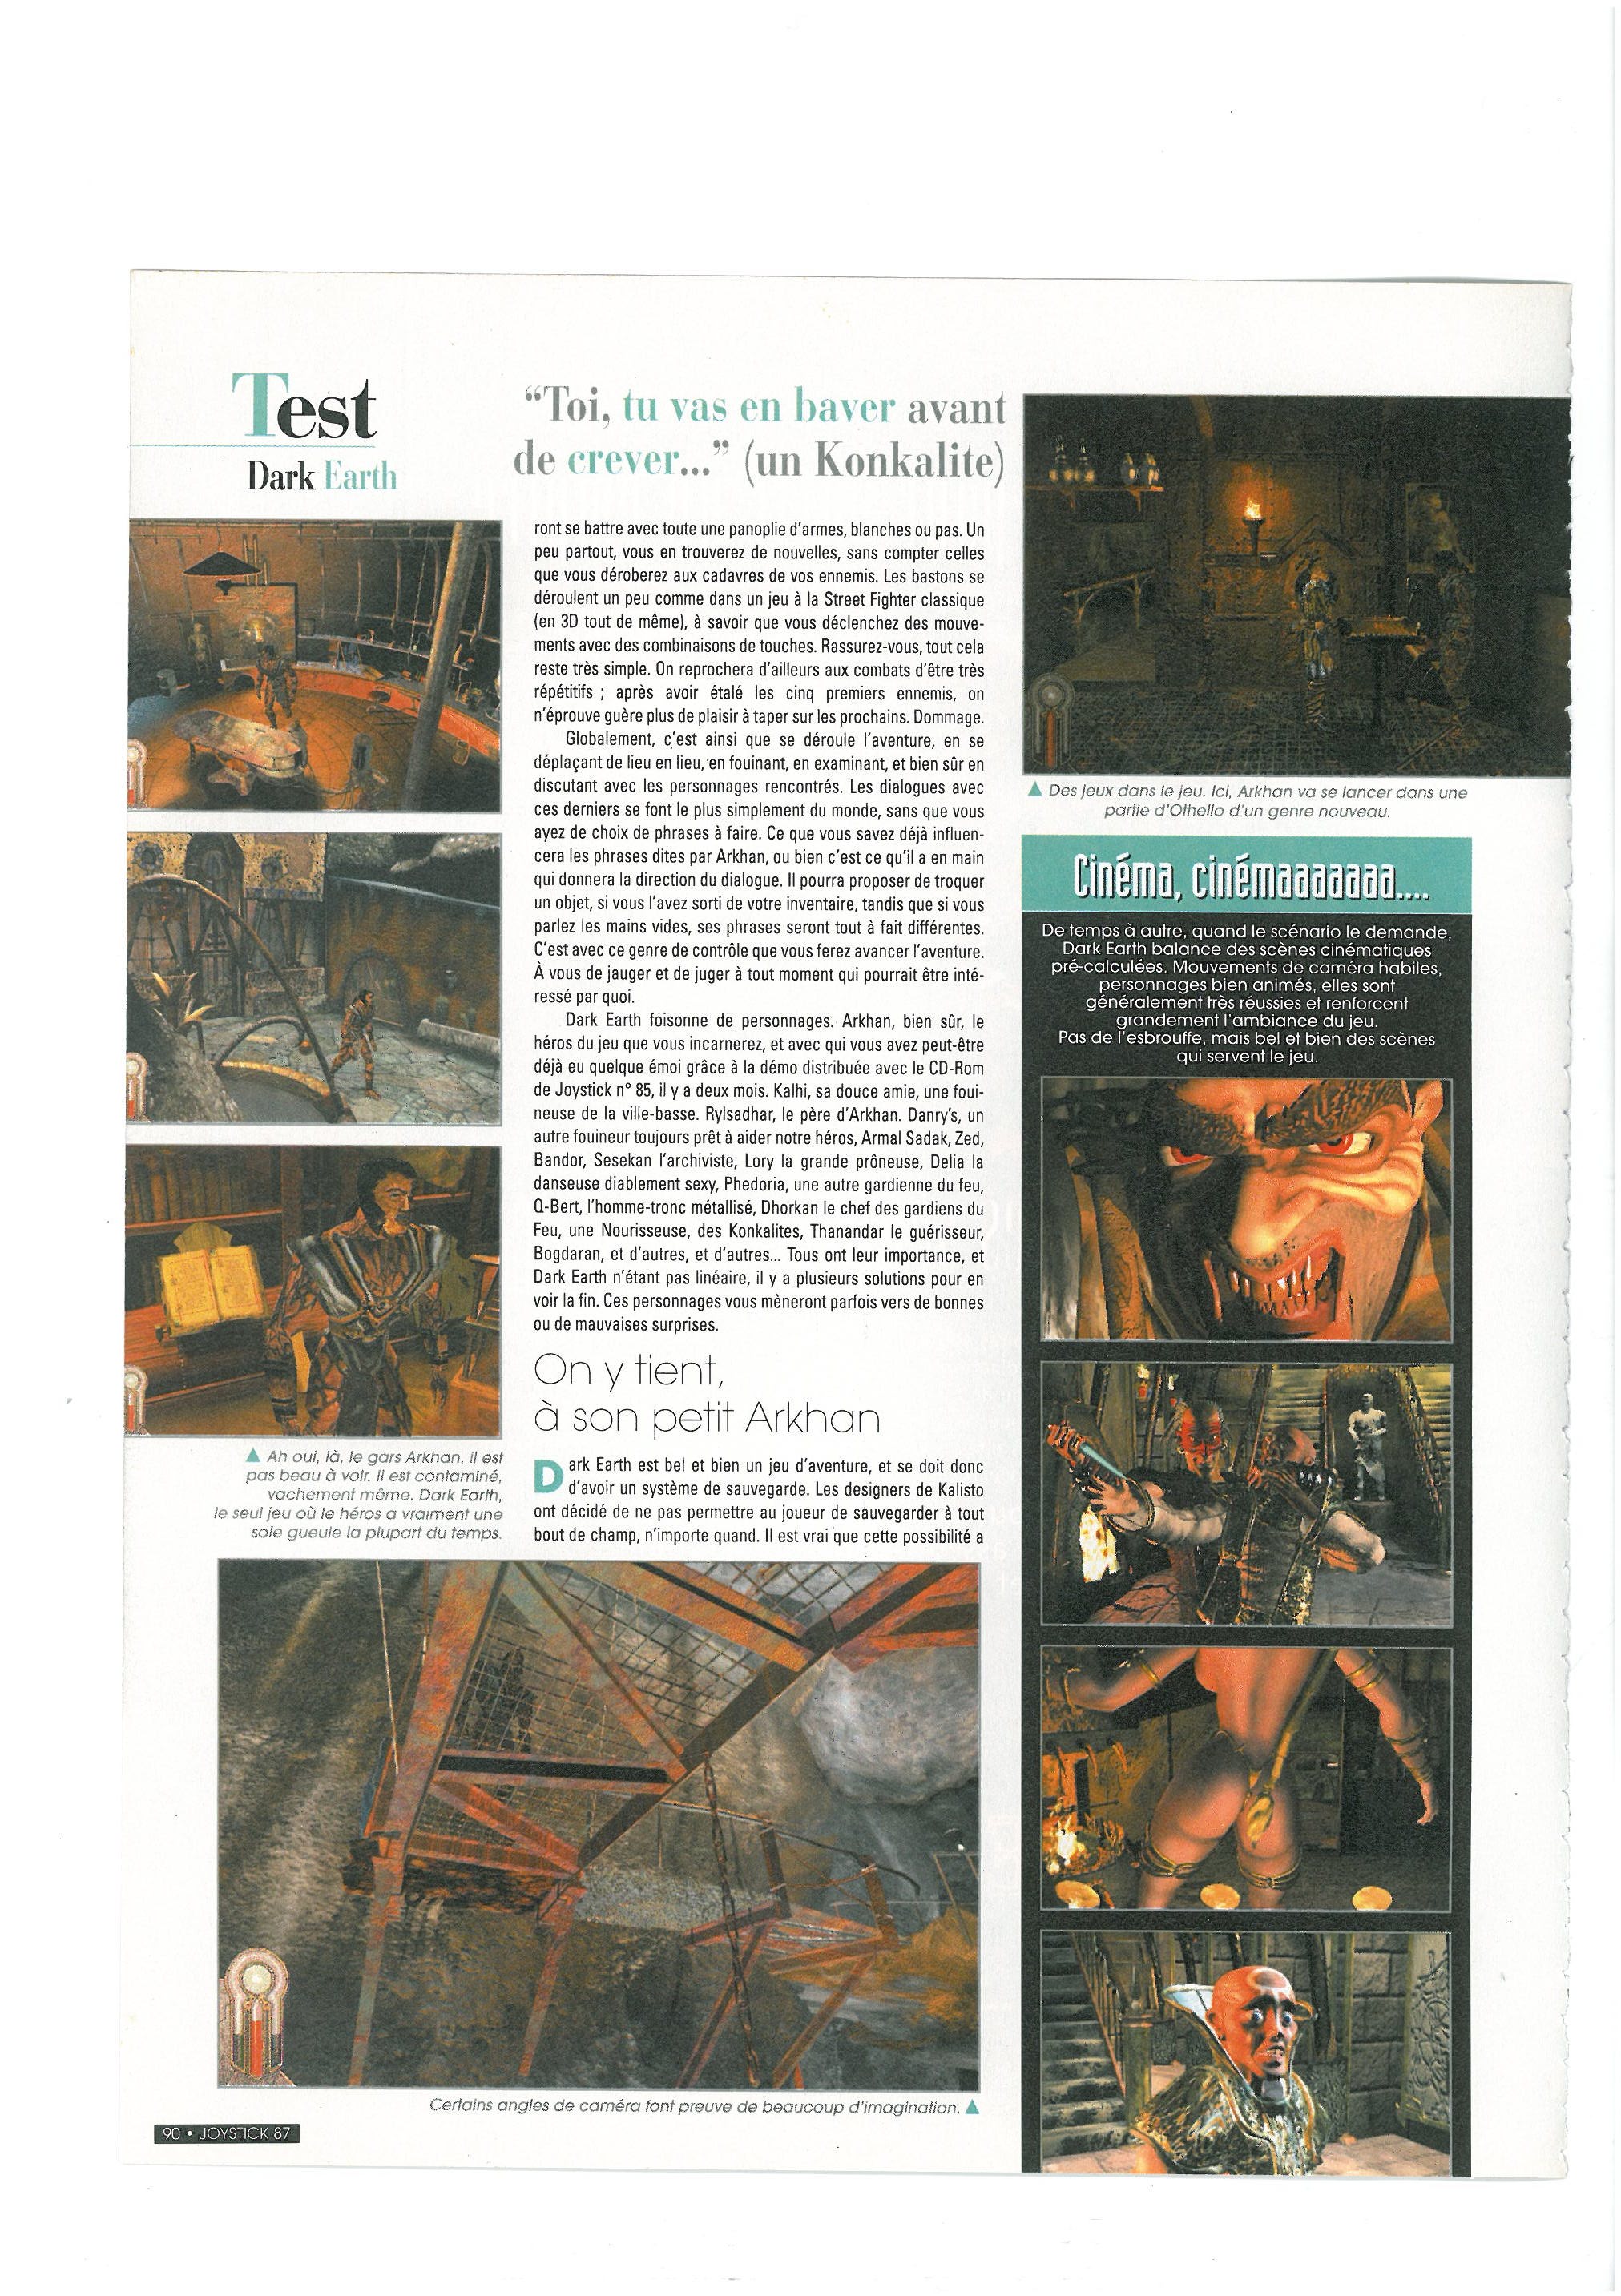 Test
Dark Earth
“Toi, tu vas en baver avant
de crever...” (un Konkalite)
ront se battre avec toute une panoplie d’armes, blanches ou pas. Un
peu partout, vous en trouverez de nouvelles, sans compter celles
que vous déroberez aux cadavres de vos ennemis. Les bastons se
déroulent un peu comme dans un jeu à la Street Fighter classique
(en 3D tout de même), à savoir que vous déclenchez des mouve-
ments avec des combinaisons de touches. Rassurez-vous, tout cela
reste très simple. On reprochera d’ailleurs aux combats d’être très
répétitifs ; après avoir étalé les cinq premiers ennemis, on
n’éprouve guère plus de plaisir à taper sur les prochains. Dommage.
Globalement, c’est ainsi que se déroule l’aventure, en se
déplaçant de lieu en lieu, en fouinant, en examinant, et bien sûr en
discutant avec les personnages rencontrés. Les dialogues avec
ces derniers se font le plus simplement du monde, sans que vous
ayez de choix de phrases à faire. Ce que vous savez déjà influen-
cera les phrases dites par Arkhan, ou bien c’est ce qu’il a en main
qui donnera la direction du dialogue. Il pourra proposer de troquer
un objet, si vous l’avez sorti de votre inventaire, tandis que si vous
parlez les mains vides, ses phrases seront tout à fait différentes.
C’est avec ce genre de contrôle que vous ferez avancer l’aventure.
À vous de jauger et de juger à tout moment qui pourrait être inté-
ressé par quoi.
Dark Earth foisonne de personnages. Arkhan, bien sûr, le
héros du jeu que vous incarnerez, et avec qui vous avez peut-être
déjà eu quelque émoi grâce à la démo distribuée avec le CD-Rom
de Joystick n° 85, il y a deux mois. Kalhi, sa douce amie, une foui-
neuse de la ville-basse. Rylsadhar, le père d’Arkhan. Danry’s, un
autre fouineur toujours prêt à aider notre héros, Armal Sadak, Zed,
Bandor, Sesekan l’archiviste, Lory la grande prôneuse, Delia la
danseuse diablement sexy, Phedoria, une autre gardienne du feu,
Q-Bert, l’homme-tronc métallisé, Dhorkan le chef des gardiens du
Feu, une Nourisseuse, des Konkalites, Thanandar le guérisseur,
Bogdaran, et d’autres, et d’autres... Tous ont leur importance, et
Dark Earth n’étant pas linéaire, il y a plusieurs solutions pour en
voir la fin. Ces personnages vous mèneront parfois vers de bonnes
ou de mauvaises surprises.
On y tient,
à son petit Arkhan
Dark Earth est bel et bien un jeu d’aventure, et se doit donc
d’avoir un système de sauvegarde. Les designers de Kalisto
ont décidé de ne pas permettre au joueur de sauvegarder à tout
bout de champ, n’importe quand. Il est vrai que cette possibilité a
▲ Ah oui, là, le gars Arkhan, il est
pas beau à voir. Il est contaminé,
vachement même. Dark Earth,
le seul jeu où le héros a vraiment une
sale gueule la plupart du temps.
Certains angles de caméra font preuve de beaucoup d’imagination. ▲
▲ Des jeux dans le jeu. Ici, Arkhan va se lancer dans une
partie d’Othello d’un genre nouveau.
Cinéma, cinémaaaaaaa....
De temps à autre, quand le scénario le demande,
Dark Earth balance des scènes cinématiques
pré-calculées. Mouvements de caméra habiles,
personnages bien animés, elles sont
généralement très réussies et renforcent
grandement l’ambiance du jeu.
Pas de l’esbrouffe, mais bel et bien des scènes
qui servent le jeu.
90 • JOYSTICK 87